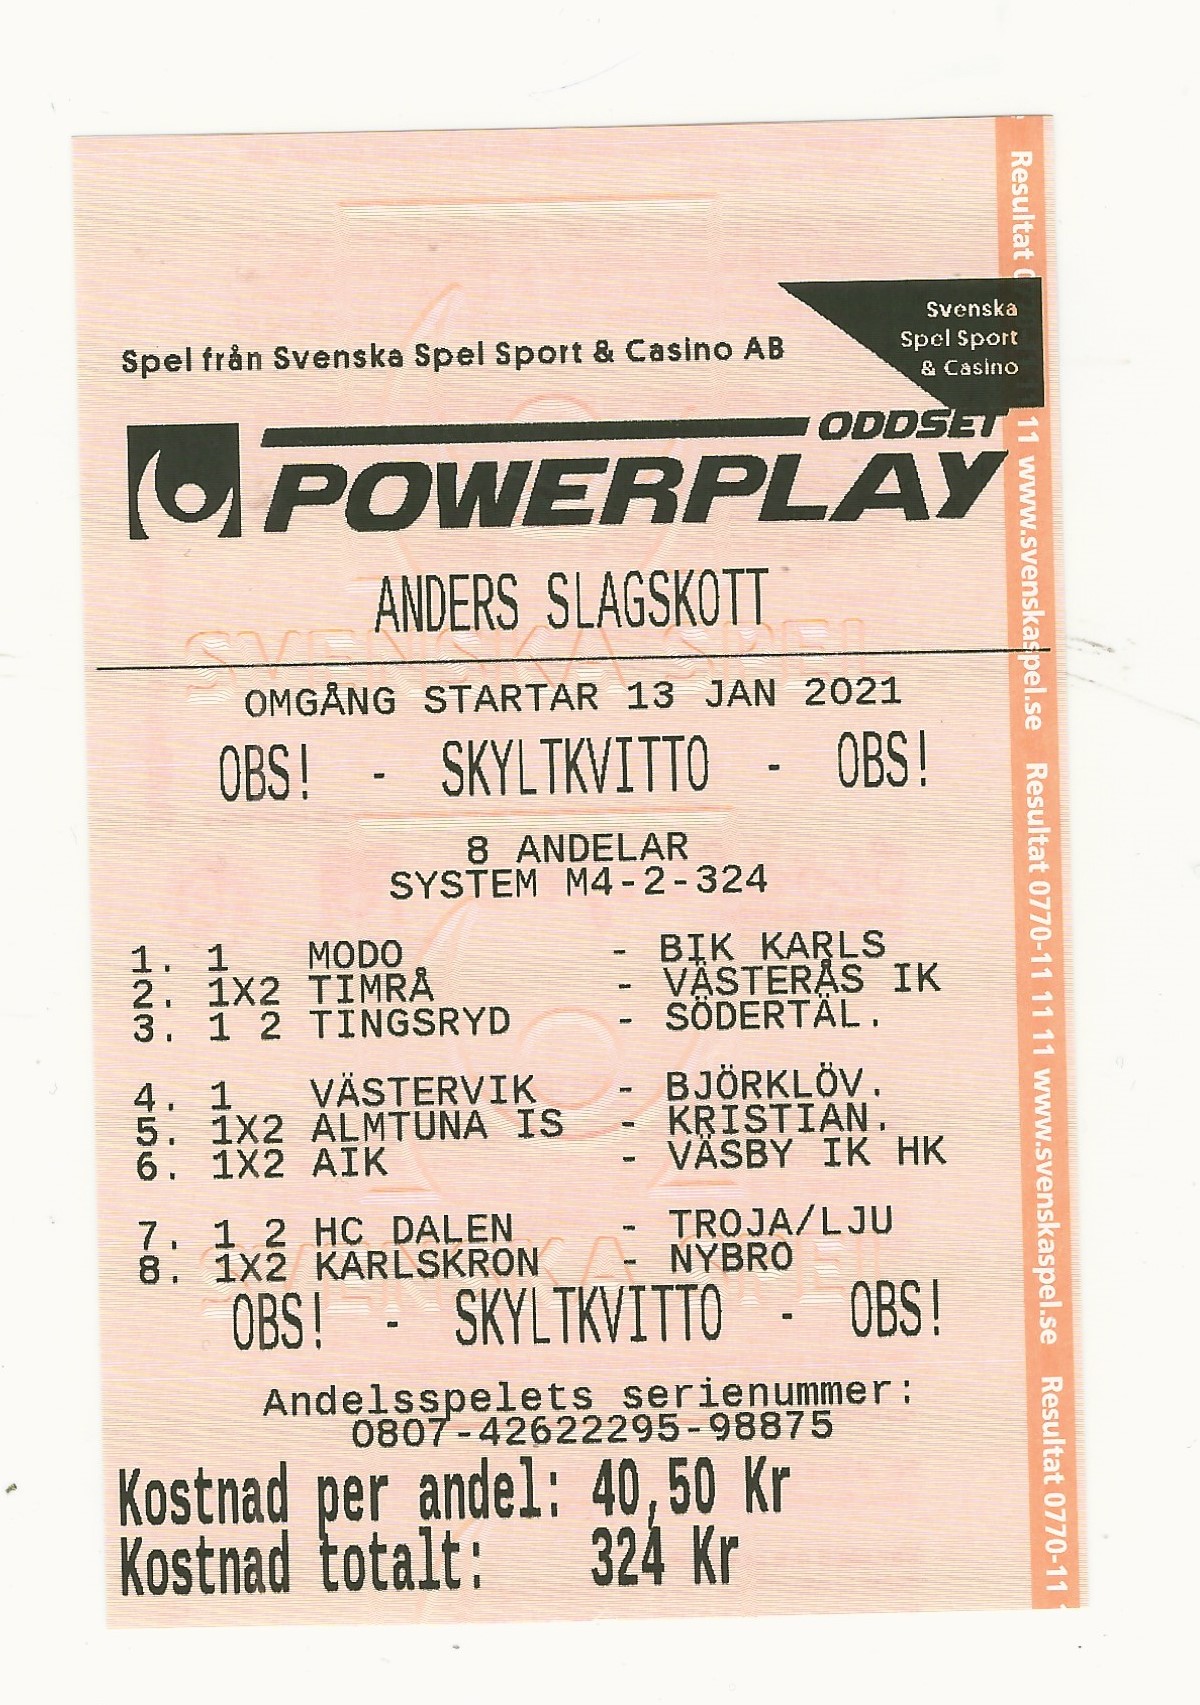 Svenska
Spel Sport
& Casino
Spel från Svenska Spel Sport & Casino AB
ODDSET
POWERPLAY
ANDERS SLAGSKOTT
OMGÅNG STARTAR 13 JAN 2021
OBS! - SKYLTKVITTO - OBS!
8 ANDELAR
SYSTEM M4-2-324
1. 1 MODO - BIK KARLS
2. 1X2 TIMRÅ - VÄSTERÅS IK
3. 1 2 TINGSRYD - SÖDERTÄL.
4. 1 VÄSTERVIK - BJÖRKLÖV.
5. 1X2 ALMTUNA IS - KRISTIAN.
6. 1X2 AIK - VÄSBY IK HK
7. 1 2 HC DALEN - TROJA/LJU
8. 1X2 KARLSKRON - NYBRO
OBS! - SKYLTKVITTO - OBS!
Andelsspelets serienummer:
0807-42622295-98875
Kostnad per andel: 40,50 Kr
Kostnad totalt: 324 Kr
Resultat 0 11 www.svenskaspel.se Resultat 0770-11 11 11 www.svenskaspel.se Resultat 0770-11
SVENSKA SPEL
SVENSKA SPEL